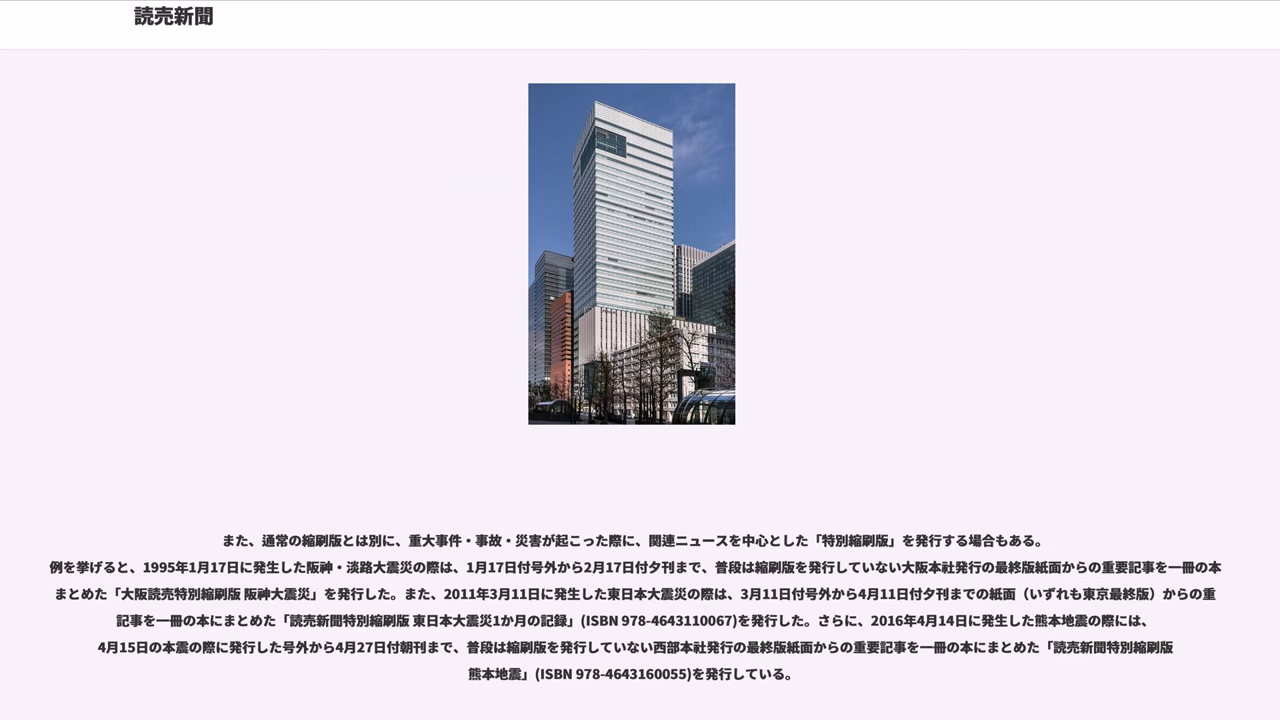 読売新聞
また、通常の縮刷版とは別に、重大事件・事故・災害が起こった際に、関連ニュースを中心とした「特別縮刷版」を発行する場合もある。
例を挙げると、1995年1月17日に発生した阪神・淡路大震災の際は、1月17日付号外から2月17日付夕刊まで、普段は縮刷版を発行していない大阪本社発行の最終版紙面からの重要記事を一冊の本
まとめた「大阪読売特別縮刷版 阪神大震災」を発行した。また、2011年3月11日に発生した東日本大震災の際は、3月11日付号外から4月11日付夕刊までの紙面（いずれも東京最終版）からの重
記事を一冊の本にまとめた「読売新聞特別縮刷版 東日本大震災1か月の記録」(ISBN 978-4643110067)を発行した。さらに、2016年4月14日に発生した熊本地震の際には、
4月15日の本震の際に発行した号外から4月27日付朝刊まで、普段は縮刷版を発行していない西部本社発行の最終版紙面からの重要記事を一冊の本にまとめた「読売新聞特別縮刷版
熊本地震」(ISBN 978-4643160055)を発行している。